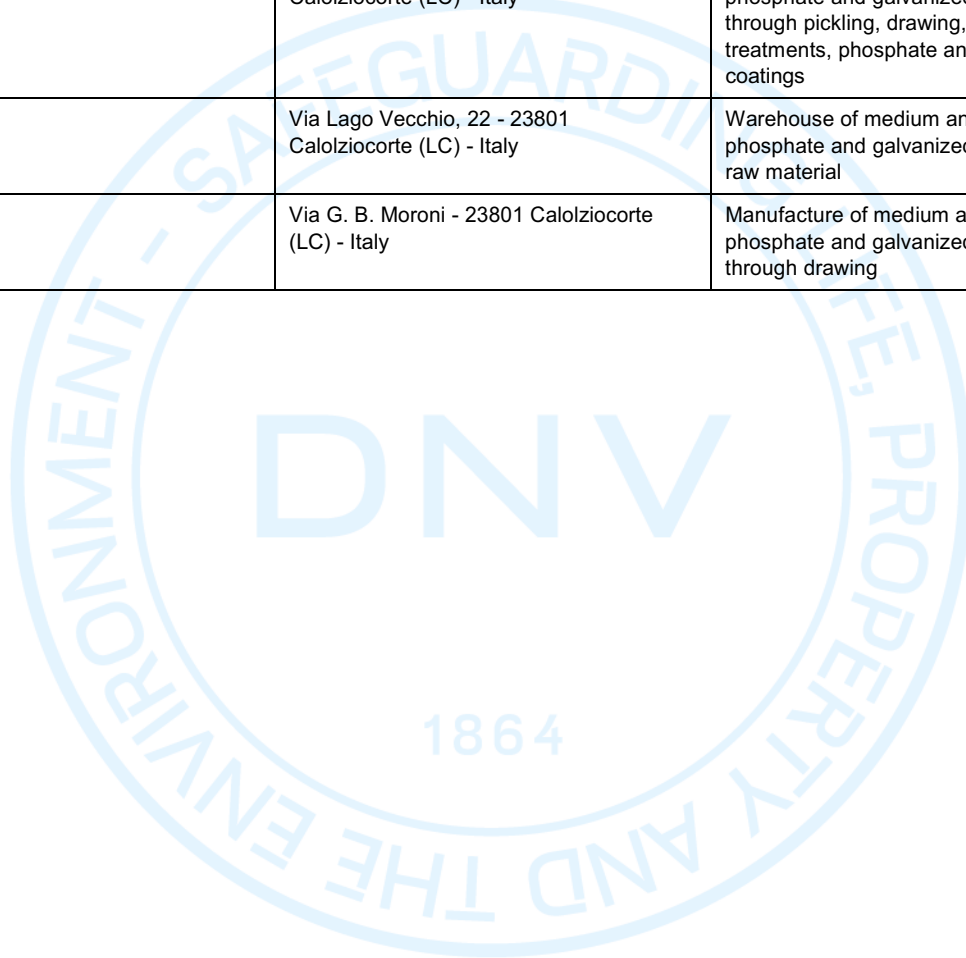 Calolziocorte (LC) - Italy
phosphate and galvanized
through pickling, drawing,
treatments, phosphate an
coatings
Via Lago Vecchio, 22 - 23801
Calolziocorte (LC) - Italy
Warehouse of medium an
phosphate and galvanized
raw material
Via G. B. Moroni - 23801 Calolziocorte
(LC) - Italy
Manufacture of medium a
phosphate and galvanized
through drawing
SAFEGUARDING LIFE, PROPERTY AND THE ENVIRONMENT -
DNV
1864